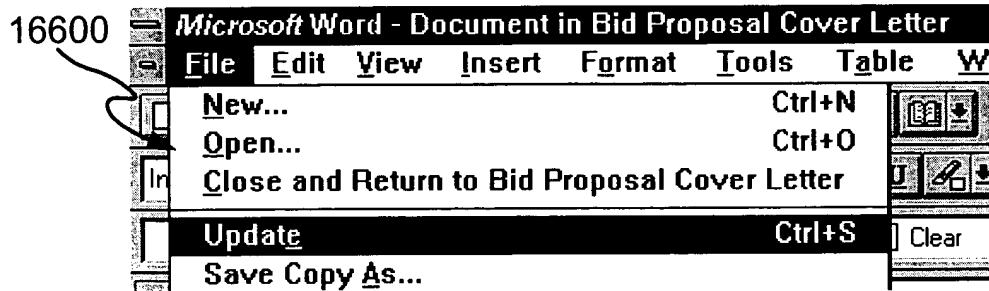 16600
Microsoft Word - Document in Bid Proposal Cover Letter
File Edit View Insert Format Tools Table W
New... Ctrl+N
Open... Ctrl+O
In
Close and Return to Bid Proposal Cover Letter U
Update Ctrl+S Clear
Save Copy As...